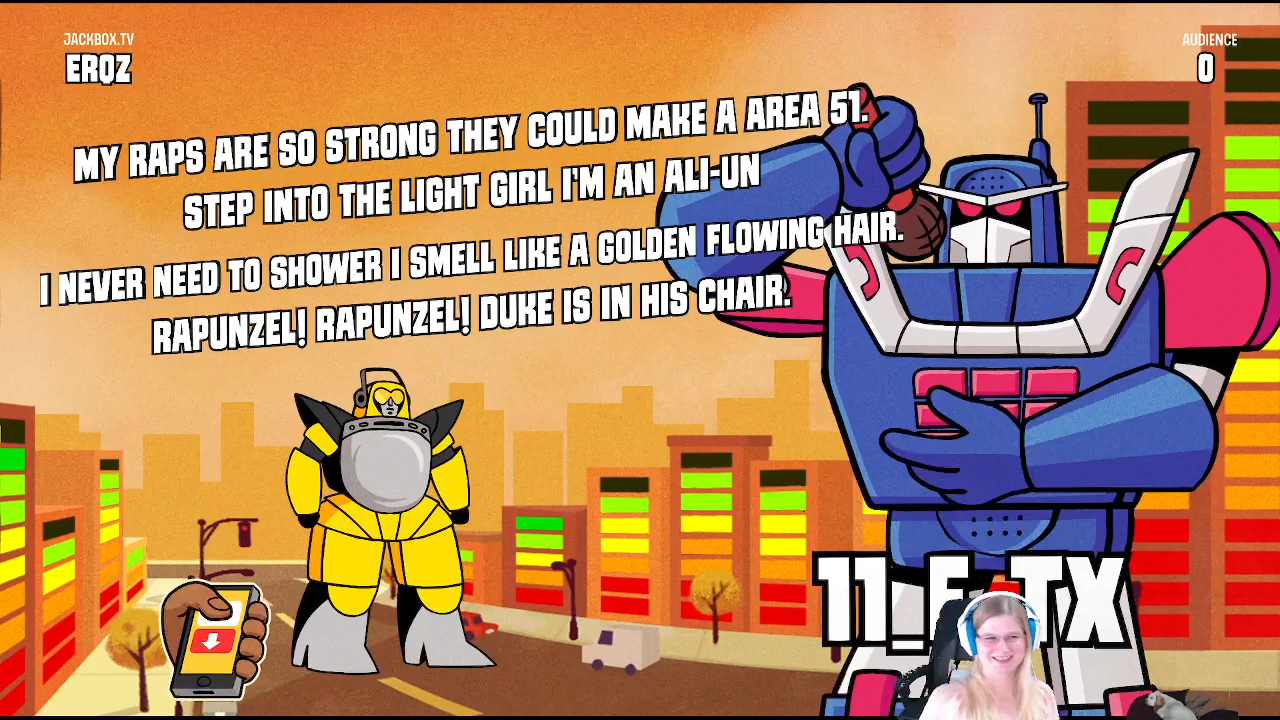 JACKBOX.TV
ERQZ
AUDIENCE
0
MY RAPS ARE SO STRONG THEY COULD MAKE A AREA 51.
STEP INTO THE LIGHT GIRL I'M AN ALI-UN
I NEVER NEED TO SHOWER I SMELL LIKE A GOLDEN FLOWING HAIR.
RAPUNZEL! RAPUNZEL! DUKE IS IN HIS CHAIR.